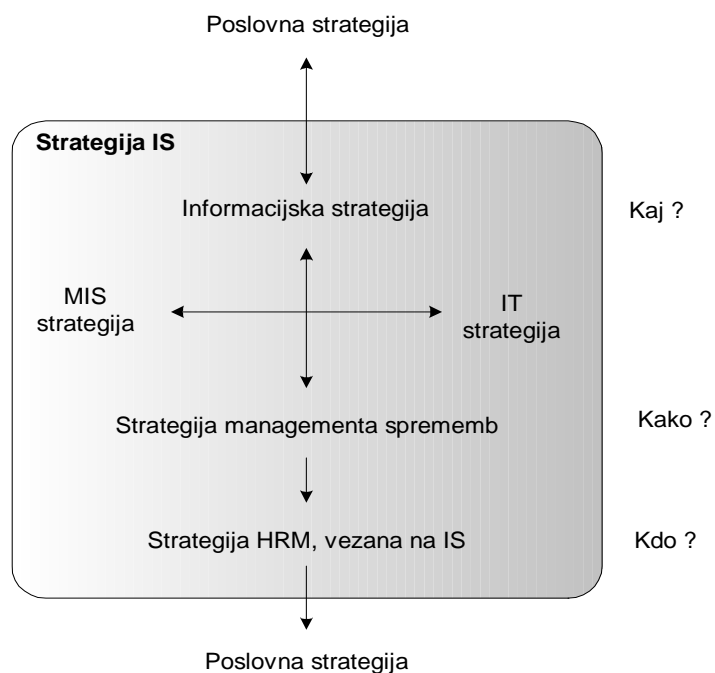 Poslovna strategija
Strategija IS
Informacijska strategija
Kaj ?
MIS
strategija
IT
strategija
Strategija managementa sprememb
Kako ?
Strategija HRM, vezana na IS
Kdo ?
Poslovna strategija